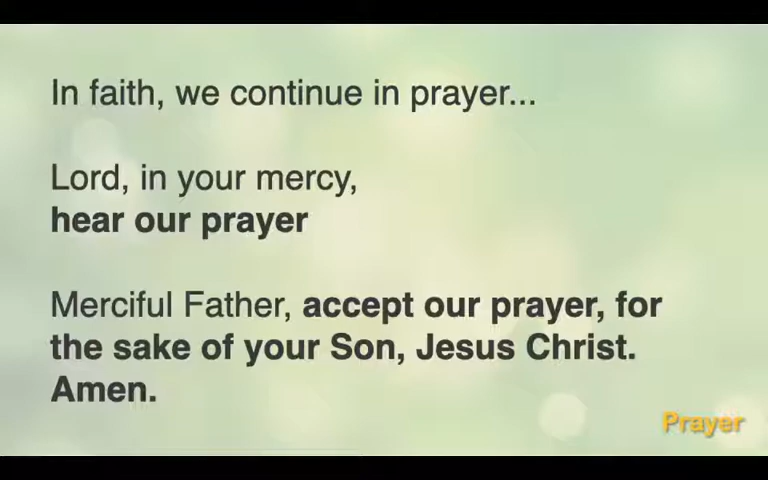 In faith, we continue in prayer...
Lord, in your mercy,
hear our prayer
Merciful Father, accept our prayer, for
the sake of your Son, Jesus Christ.
Amen.
Prayer